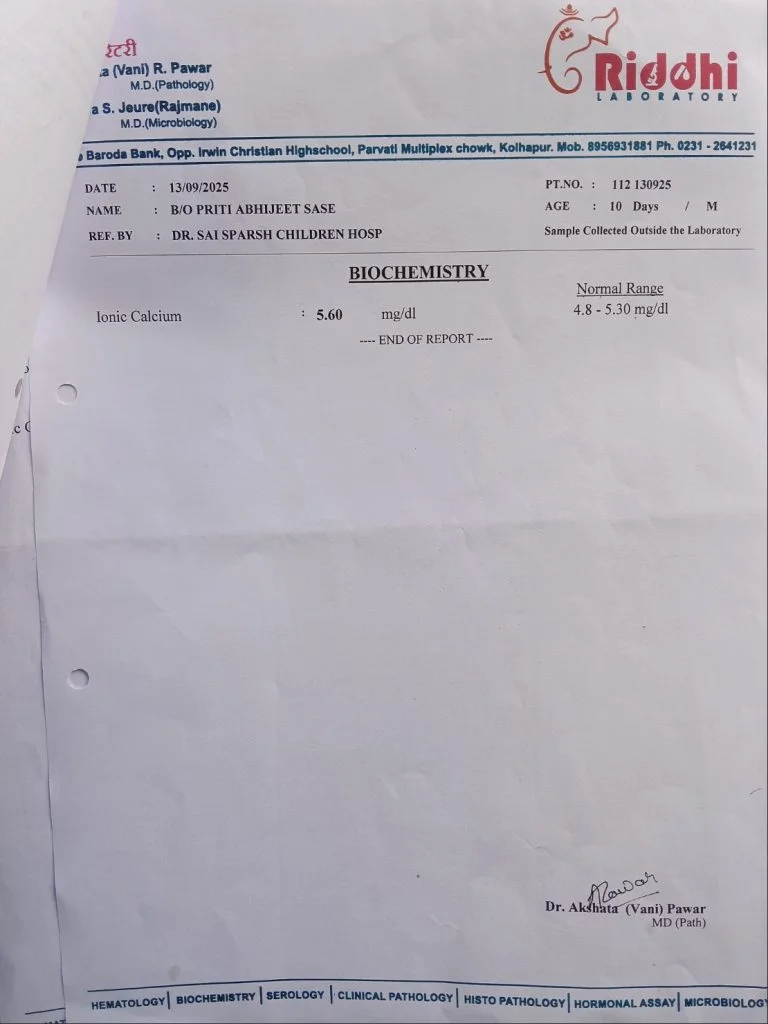 रेटरी
a (Vani) R. Pawar
M.D.(Pathology)
a S. Jeure(Rajmane)
M.D.(Microbiology)
Riddhi
LABORATORY
Baroda Bank, Opp. Irwin Christian Highschool, Parvati Multiplex chowk, Kolhapur. Mob. 8956931881 Ph. 0231 - 2641231
DATE : 13/09/2025 PT.NO. : 112 130925
NAME : B/O PRITI ABHIJEET SASE AGE : 10 Days / M
REF. BY : DR. SAI SPARSH CHILDREN HOSP Sample Collected Outside the Laboratory
BIOCHEMISTRY
Normal Range
Ionic Calcium : 5.60 mg/dl 4.8 - 5.30 mg/dl
---- END OF REPORT ----
c C
Pawar
Dr. Akshata (Vani) Pawar
MD (Path)
HEMATOLOGY| BIOCHEMISTRY | SEROLOGY | CLINICAL PATHOLOGY | HISTO PATHOLOGY| HORMONAL ASSAY| MICROBIOLOGY